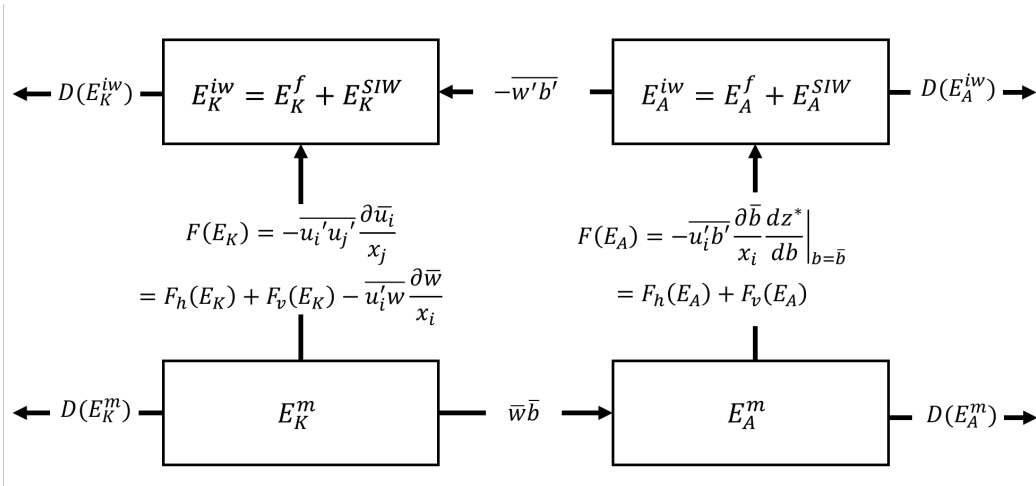 D(E_K^{iw})
E_K^{iw} = E_K^f + E_K^{SIW}
-\overline{w'b'}
E_A^{iw} = E_A^f + E_A^{SIW}
D(E_A^{iw})
F(E_K) = -\overline{u_i'u_j'} \frac{∂\bar{u_i}}{x_j}
= F_h(E_K) + F_v(E_K) - \overline{u_i'w} \frac{∂\bar{w}}{x_i}
F(E_A) = -\overline{u_i'b'} \frac{∂\bar{b}}{x_i} \frac{dz^*}{db}|_{b=\bar{b}}
= F_h(E_A) + F_v(E_A)
D(E_K^m)
E_K^m
\bar{w}\bar{b}
E_A^m
D(E_A^m)